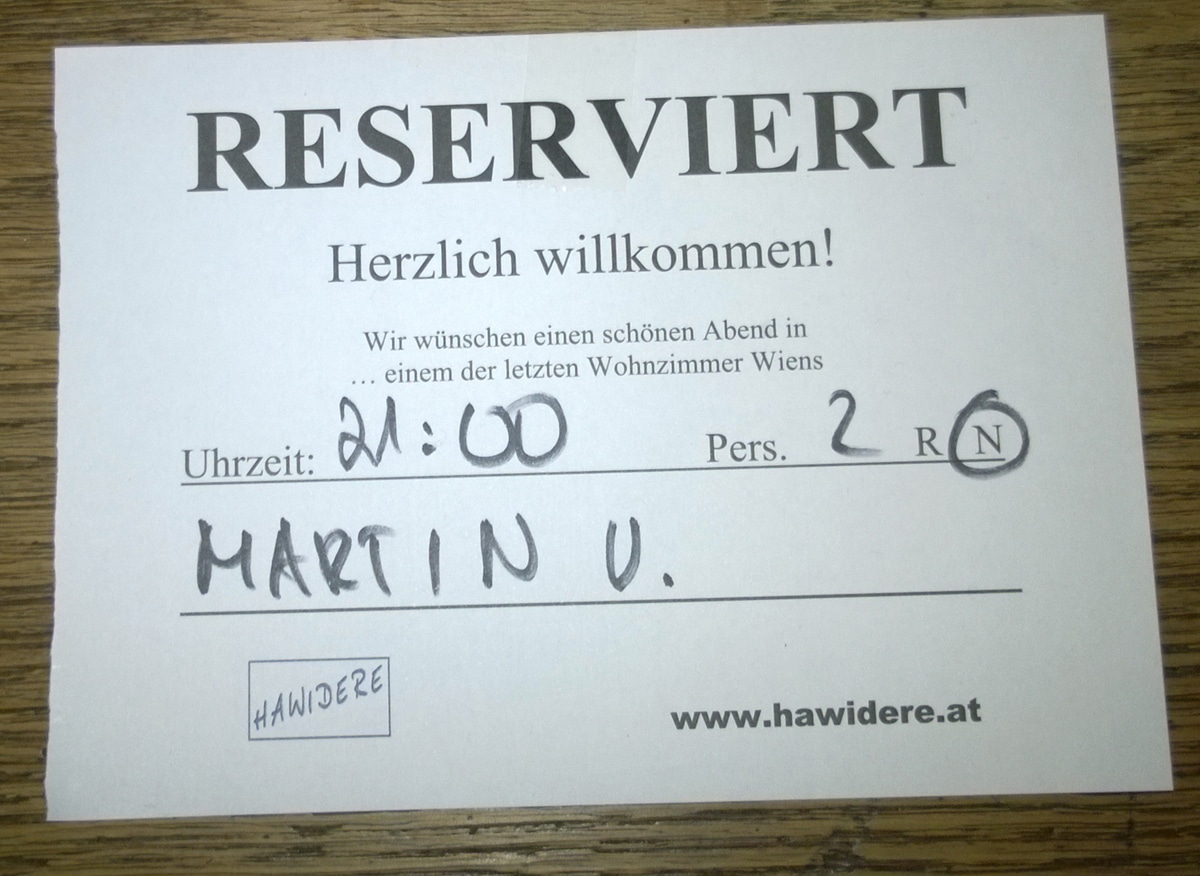 RESERVIERT
Herzlich willkommen!
Wir wünschen einen schönen Abend in
… einem der letzten Wohnzimmer Wiens
Uhrzeit: 21:00 Pers. 2 R N
MARTIN U.
HAWIDERE
www.hawidere.at